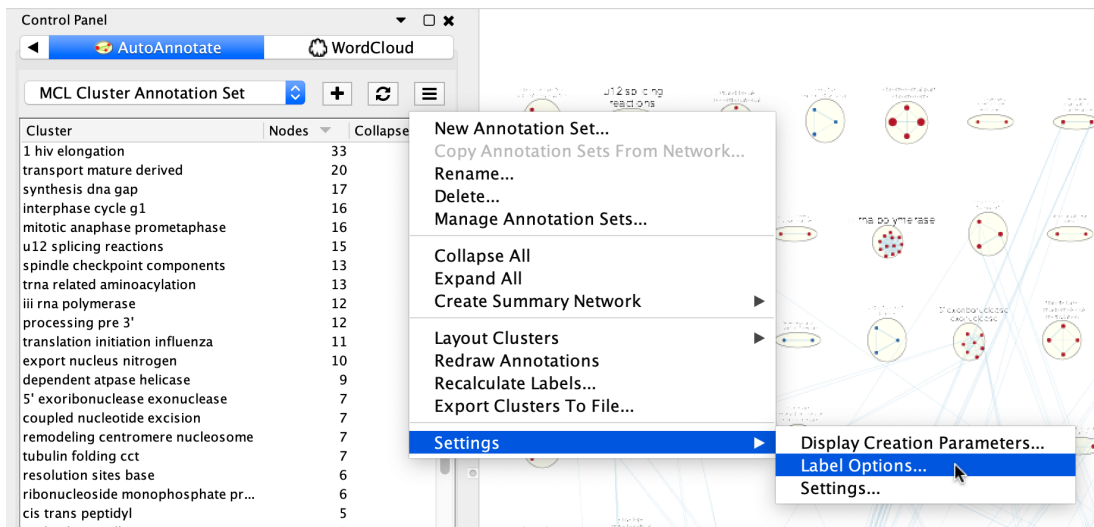 Control Panel
AutoAnnotate
WordCloud
MCL Cluster Annotation Set
Cluster Nodes Collapse
1 hiv elongation 33
transport mature derived 20
synthesis dna gap 17
interphase cycle g1 16
mitotic anaphase prometaphase 16
u12 splicing reactions 15
spindle checkpoint components 13
trna related aminoacylation 13
iii rna polymerase 12
processing pre 3' 12
translation initiation influenza 11
export nucleus nitrogen 10
dependent atpase helicase 9
5' exoribonuclease exonuclease 7
coupled nucleotide excision 7
remodeling centromere nucleosome 7
tubulin folding cct 7
resolution sites base 6
ribonucleoside monophosphate pr... 6
cis trans peptidyl 5
New Annotation Set...
Copy Annotation Sets From Network...
Rename...
Delete...
Manage Annotation Sets...
Collapse All
Expand All
Create Summary Network
Layout Clusters
Redraw Annotations
Recalculate Labels...
Export Clusters To File...
Settings
Display Creation Parameters...
Label Options...
Settings...
u12 splicing
reactions
rna polymerase
5' exoribonuclease
exonuclease